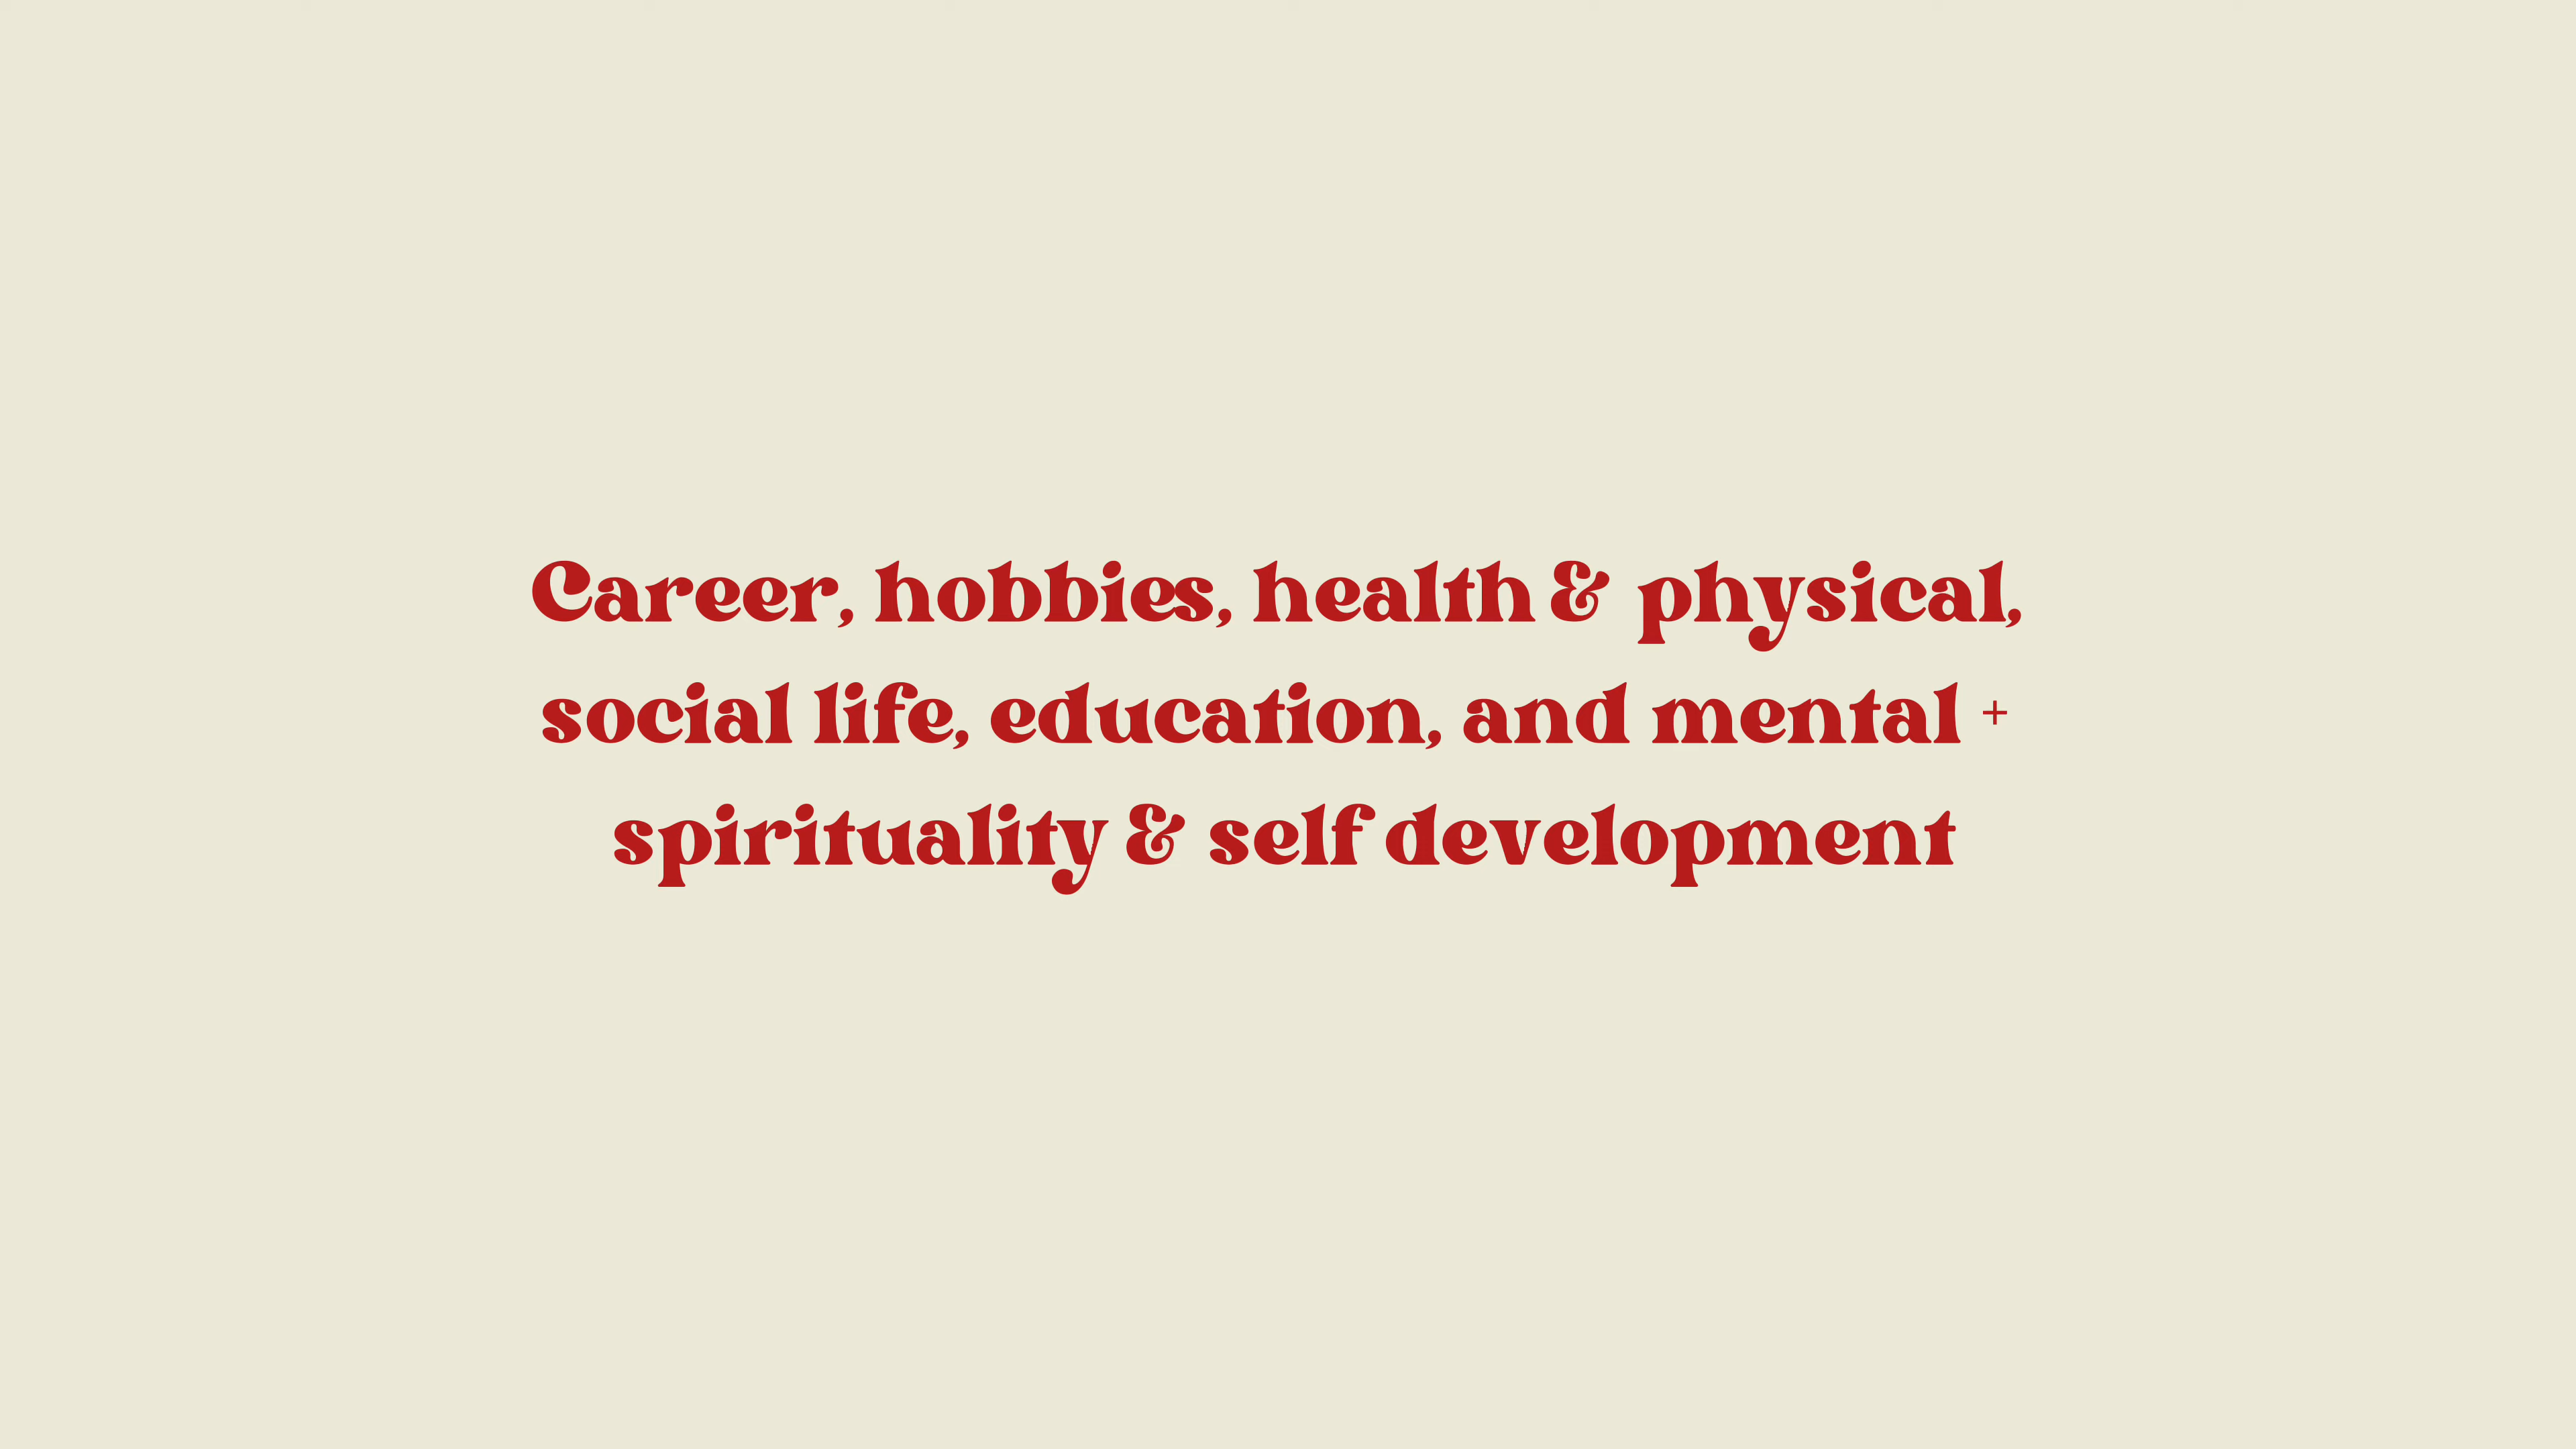 Career, hobbies, health & physical,
social life, education, and mental +
spirituality & self development